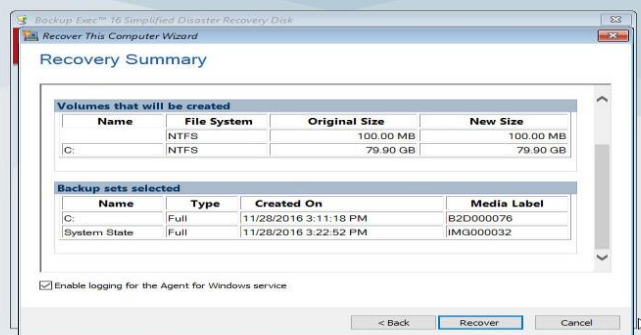 Backup Exec™ 16 Simplified Disaster Recovery Disk
Recover This Computer Wizard
Recovery Summary
Volumes that will be created
Name File System Original Size New Size
NTFS 100.00 MB 100.00 MB
C: NTFS 79.90 GB 79.90 GB
Backup sets selected
Name Type Created On Media Label
C: Full 11/28/2016 3:11:18 PM B2D000076
System State Full 11/28/2016 3:22:52 PM IMG000032
Enable logging for the Agent for Windows service
< Back Recover Cancel